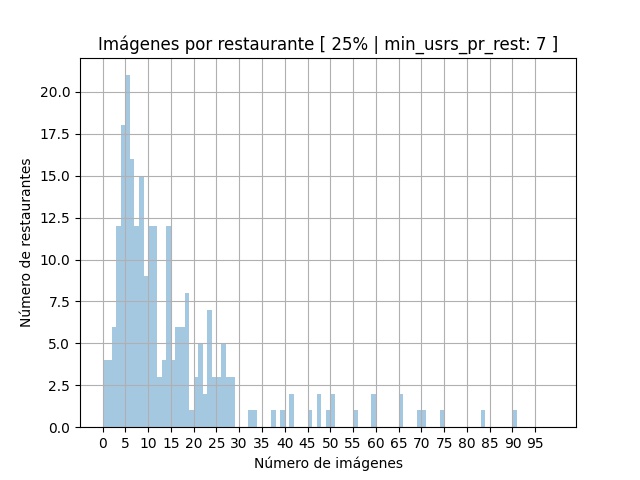 Imágenes por restaurante [ 25% | min_usrs_pr_rest: 7 ]
Número de restaurantes
20.0
17.5
15.0
12.5
10.0
7.5
5.0
2.5
0.0
0 5 10 15 20 25 30 35 40 45 50 55 60 65 70 75 80 85 90 95
Número de imágenes